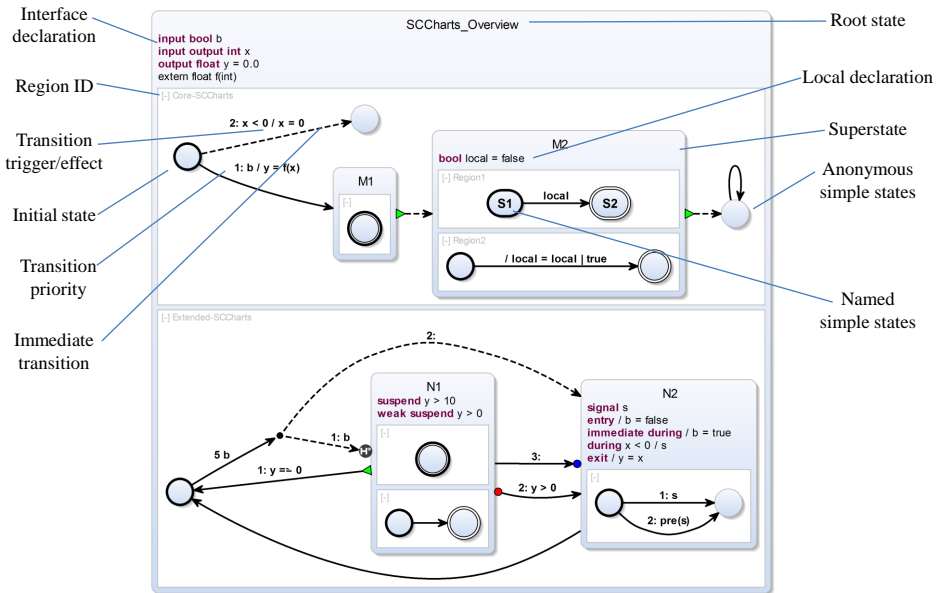 Interface
declaration
SCCharts_Overview
Root state
input bool b
input output int x
output float y = 0.0
extern float f(int)
Region ID
[-] Core-SCCharts
Local declaration
2: x < 0 / x = 0
Transition
trigger/effect
1: b / y = f(x)
M1
[-]
M2
bool local = false
Superstate
[-] Region1
S1
local
S2
Anonymous
simple states
Initial state
[-] Region2
/ local = local | true
Transition
priority
Named
simple states
Immediate
transition
[-] Extended-SCCharts
2:
N1
suspend y > 10
weak suspend y > 0
[-]
N2
signal s
entry / b = false
immediate during / b = true
during x < 0 / s
exit / y = x
5 b
1: b
H*
1: y == 0
3:
2: y > 0
[-]
[-]
1: s
2: pre(s)